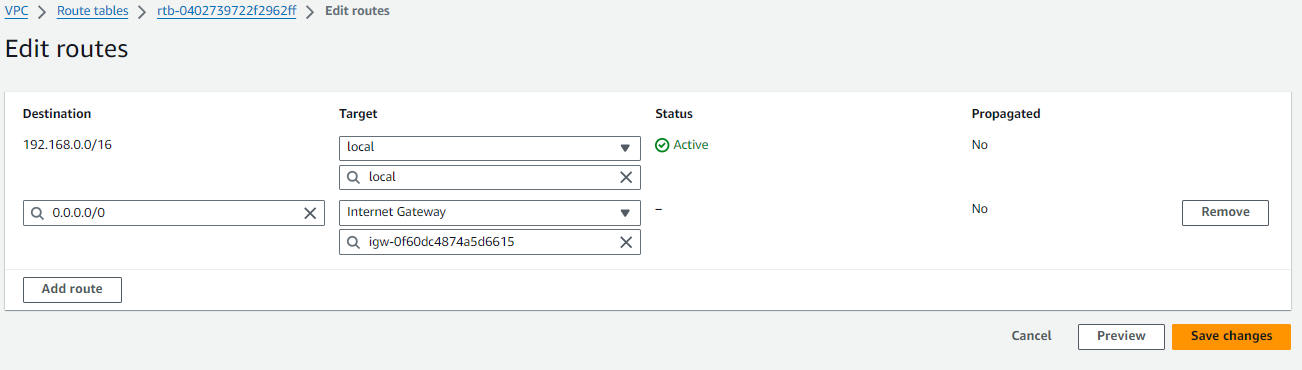 VPC > Route tables > rtb-0402739722f2962ff > Edit routes
Edit routes
Destination Target Status Propagated
192.168.0.0/16 local Active No
local
0.0.0.0/0 Internet Gateway – No Remove
igw-0f60dc4874a5d6615
Add route
Cancel Preview Save changes